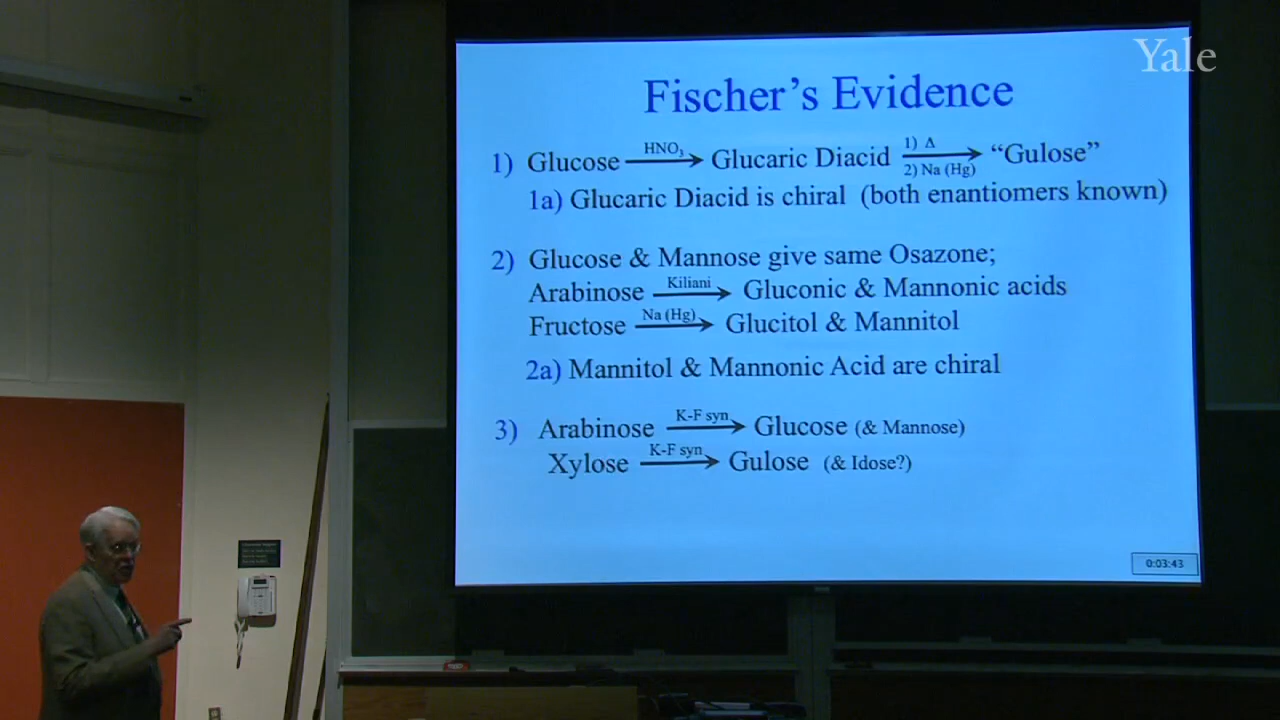 Yale
Fischer’s Evidence
1) Glucose HNO₃ → Glucaric Diacid 1) Δ 2) Na (Hg) → “Gulose”
1a) Glucaric Diacid is chiral (both enantiomers known)
2) Glucose & Mannose give same Osazone;
Arabinose Kiliani → Gluconic & Mannonic acids
Fructose Na (Hg) → Glucitol & Mannitol
2a) Mannitol & Mannonic Acid are chiral
3) Arabinose K-F syn → Glucose (& Mannose)
Xylose K-F syn → Gulose (& Idose?)
0:03:43